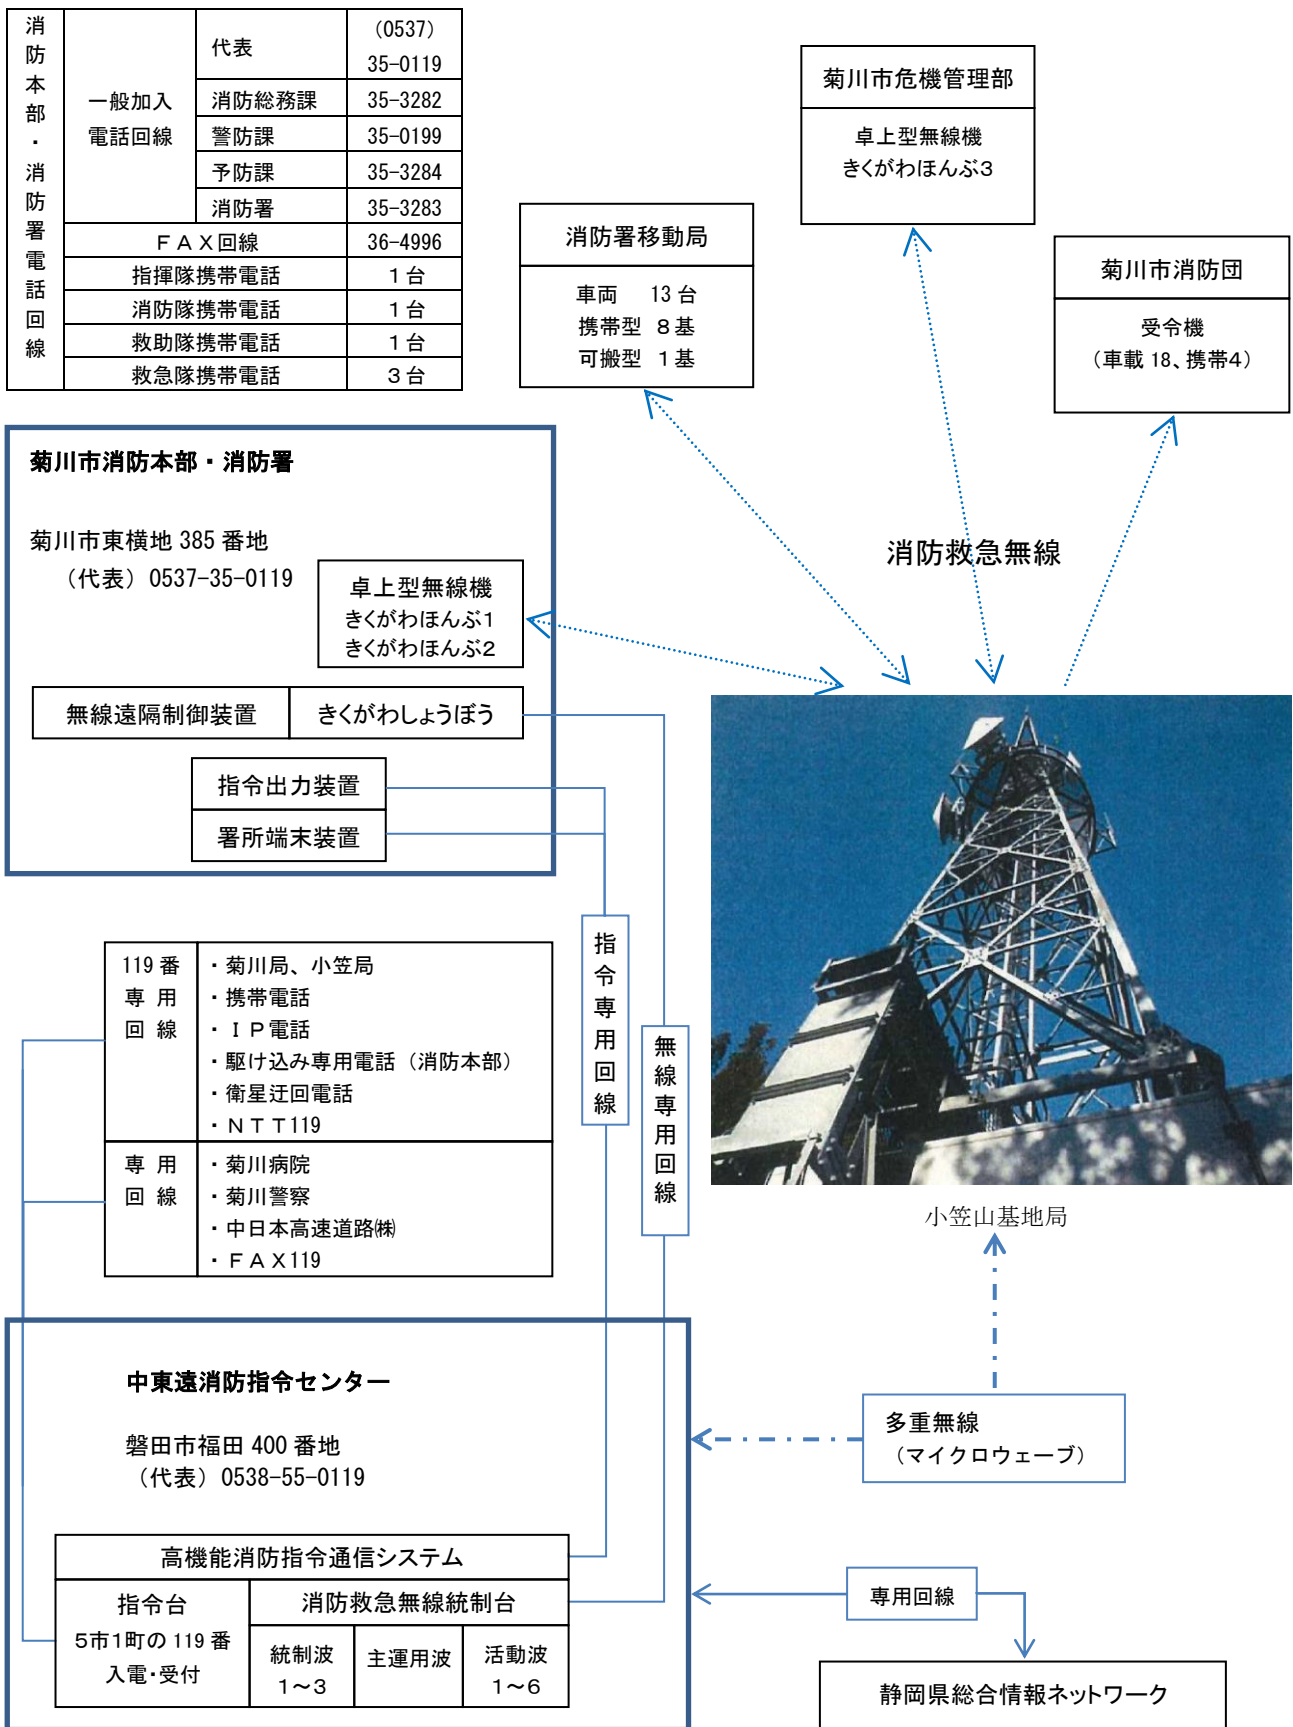 消防本部・消防署電話回線
一般加入
電話回線
代表
(0537)
35-0119
消防総務課
35-3282
警防課
35-0199
予防課
35-3284
消防署
35-3283
ＦＡＸ回線
36-4996
指揮隊携帯電話
1台
消防隊携帯電話
1台
救助隊携帯電話
1台
救急隊携帯電話
3台
菊川市危機管理部
卓上型無線機
きくがわほんぶ3
消防署移動局
車両 13台
携帯型 8基
可搬型 1基
菊川市消防団
受令機
（車載 18、携帯4）
菊川市消防本部・消防署
菊川市東横地 385 番地
（代表）0537-35-0119
卓上型無線機
きくがわほんぶ1
きくがわほんぶ2
無線遠隔制御装置
きくがわしょうぼう
指令出力装置
署所端末装置
消防救急無線
119番
専用
回線
・菊川局、小笠局
・携帯電話
・ＩＰ電話
・駆け込み専用電話（消防本部）
・衛星迂回電話
・ＮＴＴ119
専用
回線
・菊川病院
・菊川警察
・中日本高速道路㈱
・ＦＡＸ119
指令専用回線
無線専用回線
小笠山基地局
中東遠消防指令センター
磐田市福田 400 番地
（代表）0538-55-0119
多重無線
（マイクロウェーブ）
高機能消防指令通信システム
指令台
5市1町の 119 番
入電・受付
消防救急無線統制台
統制波
1～3
主運用波
活動波
1～6
専用回線
静岡県総合情報ネットワーク